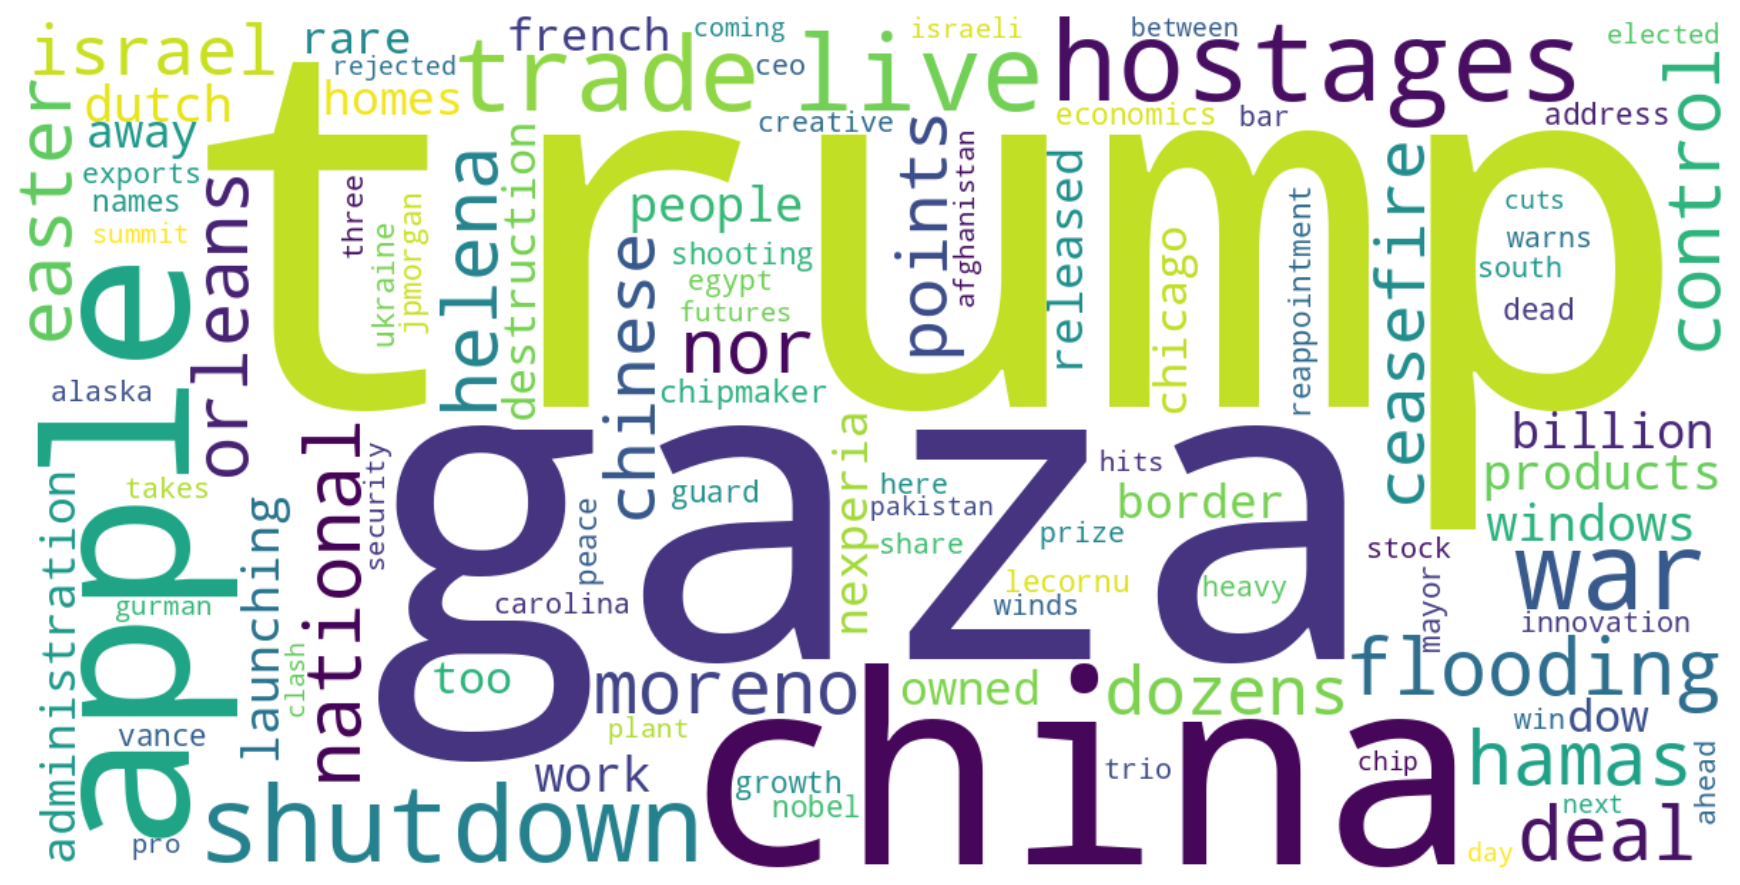 israel
rare
french
coming
israeli
between
elected
rejected
trade
ceo
live
hostages
dutch
homes
creative
economics
bar
address
easter
away
exports
names
summit
orleans
trump
three
ukraine
jpmorgan
helena
destruction
people
shooting
egypt
futures
nor
chipmaker
chinese
points
afghanistan
released
chicago
reappointment
ceasefire
cuts
warns
south
dead
control
alaska
apple
national
security
gaza
guard
nexperia
here
pakistan
share
hits
border
prize
billion
products
windows
stock
war
takes
administration
gurman
launching
clash
peace
carolina
lecornu
winds
heavy
mayor
innovation
too
moreno
owned
dozens
flooding
vance
plant
win
dow
work
growth
nobel
china
trio
chip
hamas
ahead
next
pro
shutdown
day
deal